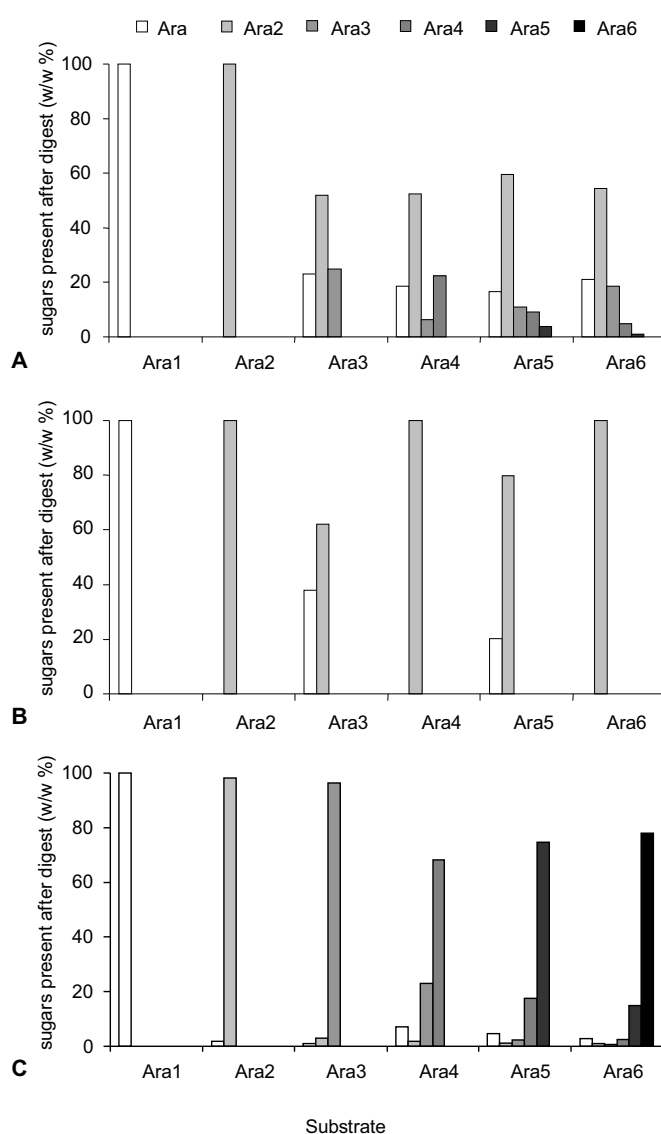 Ara Ara2 Ara3 Ara4 Ara5 Ara6
sugars present after digest (w/w %)
100
80
60
40
20
0
A
Ara1 Ara2 Ara3 Ara4 Ara5 Ara6
sugars present after digest (w/w %)
100
80
60
40
20
0
B
Ara1 Ara2 Ara3 Ara4 Ara5 Ara6
sugars present after digest (w/w %)
100
80
60
40
20
0
C
Ara1 Ara2 Ara3 Ara4 Ara5 Ara6
Substrate